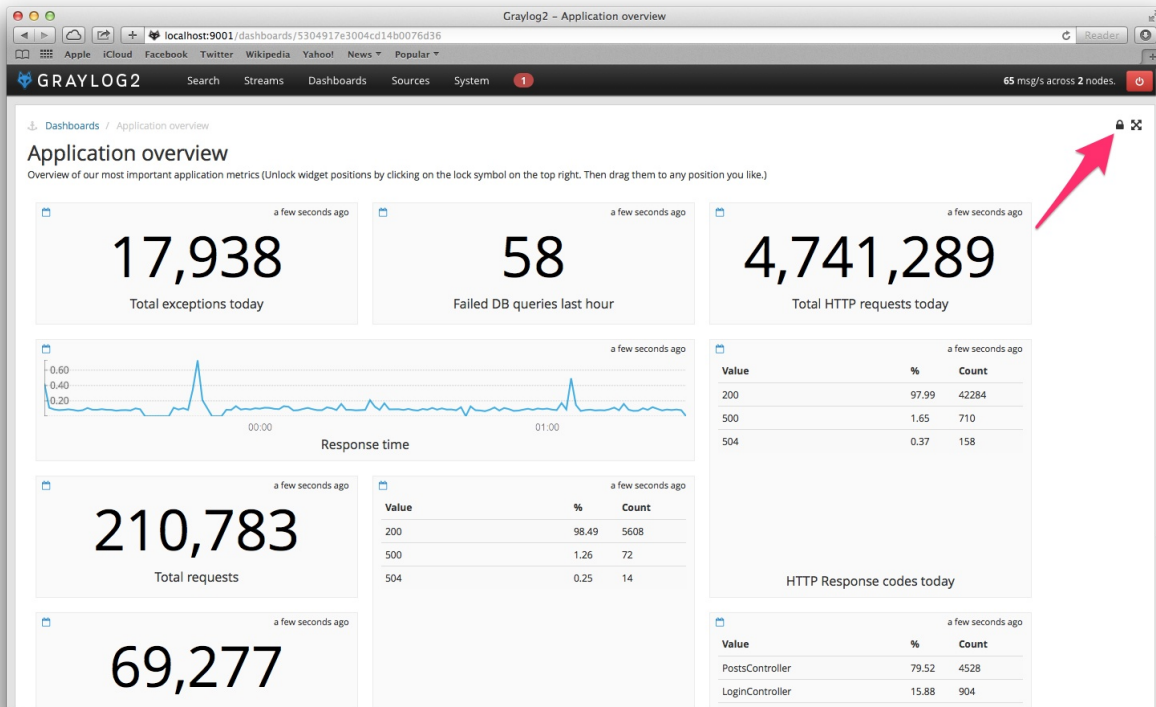 Graylog2 – Application overview
localhost:9001/dashboards/5304917e3004cd14b0076d36
Reader
Apple iCloud Facebook Twitter Wikipedia Yahoo! News Popular
GRAYLOG2 Search Streams Dashboards Sources System 1 65 msg/s across 2 nodes.
Dashboards / Application overview
Application overview
Overview of our most important application metrics (Unlock widget positions by clicking on the lock symbol on the top right. Then drag them to any position you like.)
a few seconds ago
17,938
Total exceptions today
a few seconds ago
58
Failed DB queries last hour
a few seconds ago
4,741,289
Total HTTP requests today
a few seconds ago
0.60
0.40
0.20
00:00 01:00
Response time
a few seconds ago
Value % Count
200 97.99 42284
500 1.65 710
504 0.37 158
HTTP Response codes today
a few seconds ago
210,783
Total requests
a few seconds ago
Value % Count
200 98.49 5608
500 1.26 72
504 0.25 14
a few seconds ago
69,277
a few seconds ago
Value % Count
PostsController 79.52 4528
LoginController 15.88 904